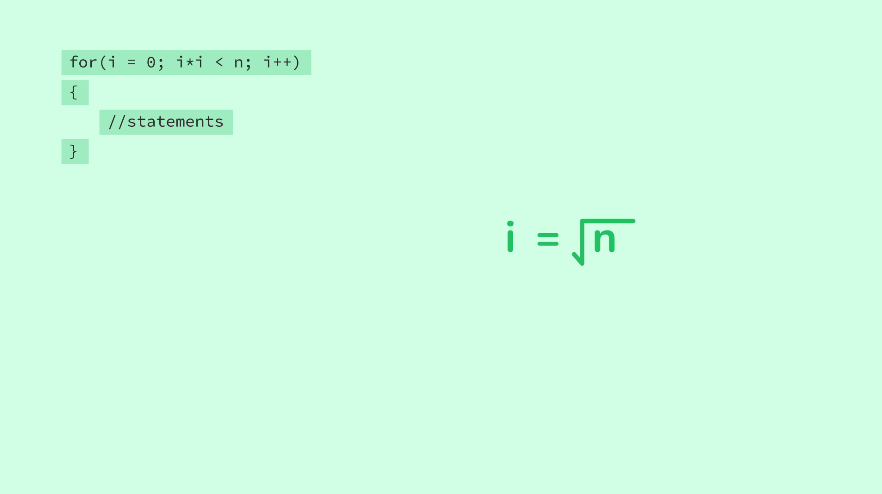 for(i = 0; i*i < n; i++)
{
//statements
}
i = √n